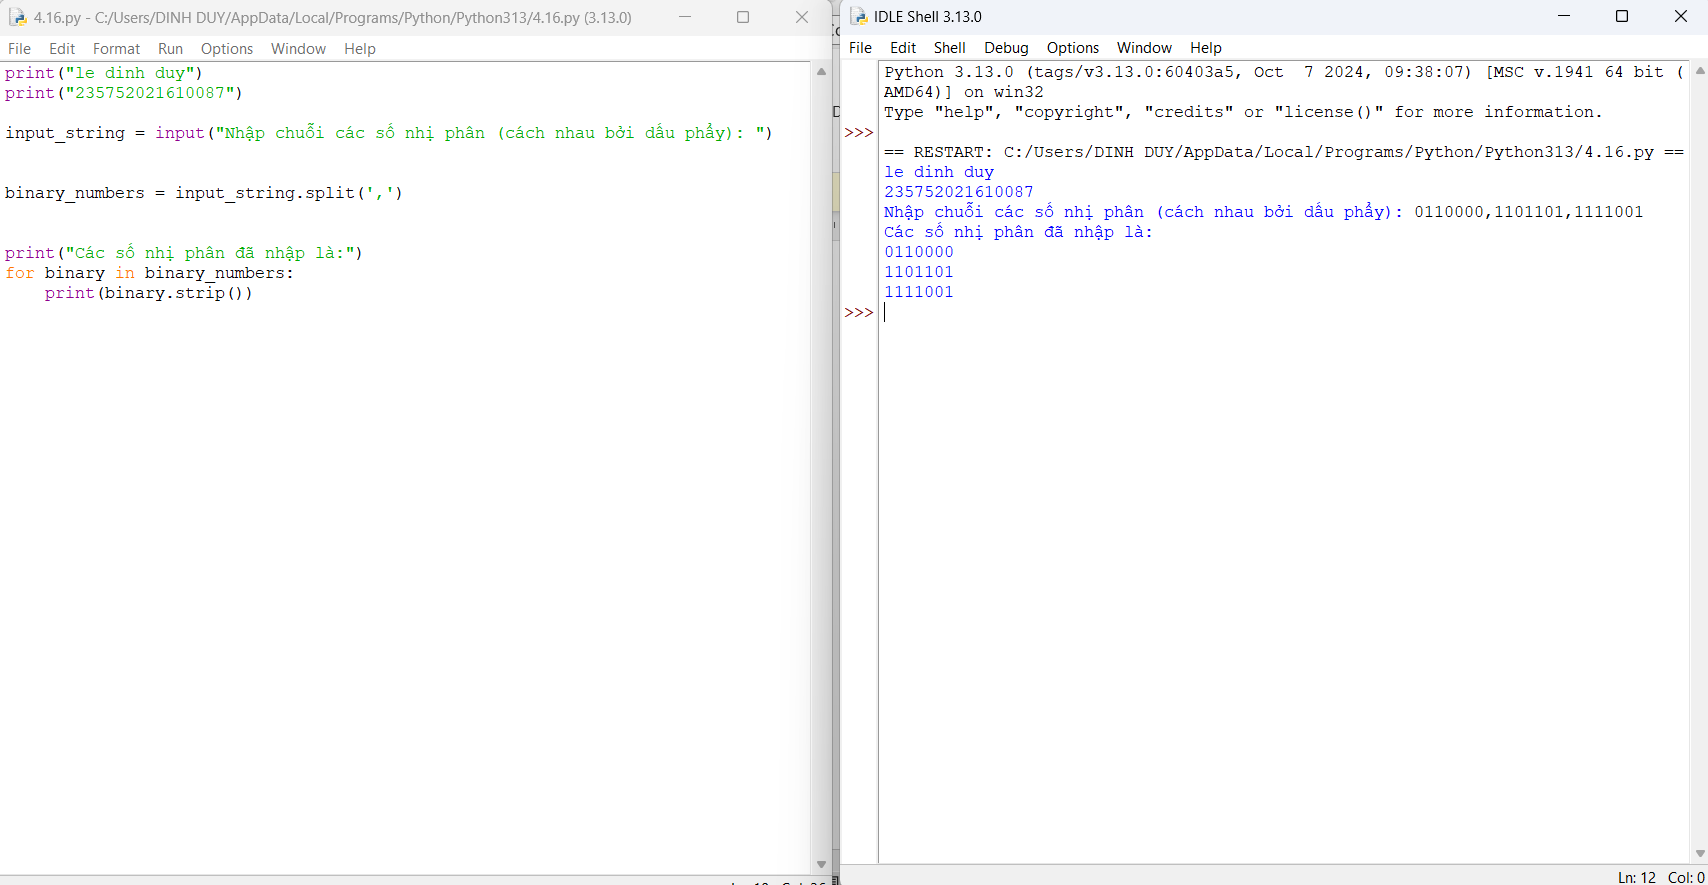 4.16.py - C:/Users/DINH DUY/AppData/Local/Programs/Python/Python313/4.16.py (3.13.0)
File Edit Format Run Options Window Help
print("le dinh duy")
print("235752021610087")
input_string = input("Nhập chuỗi các số nhị phân (cách nhau bởi dấu phẩy): ")
binary_numbers = input_string.split(',')
print("Các số nhị phân đã nhập là:")
for binary in binary_numbers:
    print(binary.strip())
IDLE Shell 3.13.0
File Edit Shell Debug Options Window Help
Python 3.13.0 (tags/v3.13.0:60403a5, Oct  7 2024, 09:38:07) [MSC v.1941 64 bit (
AMD64)] on win32
Type "help", "copyright", "credits" or "license()" for more information.
>>>
== RESTART: C:/Users/DINH DUY/AppData/Local/Programs/Python/Python313/4.16.py ==
le dinh duy
235752021610087
Nhập chuỗi các số nhị phân (cách nhau bởi dấu phẩy): 0110000,1101101,1111001
Các số nhị phân đã nhập là:
0110000
1101101
1111001
>>>
Ln: 12 Col: 0